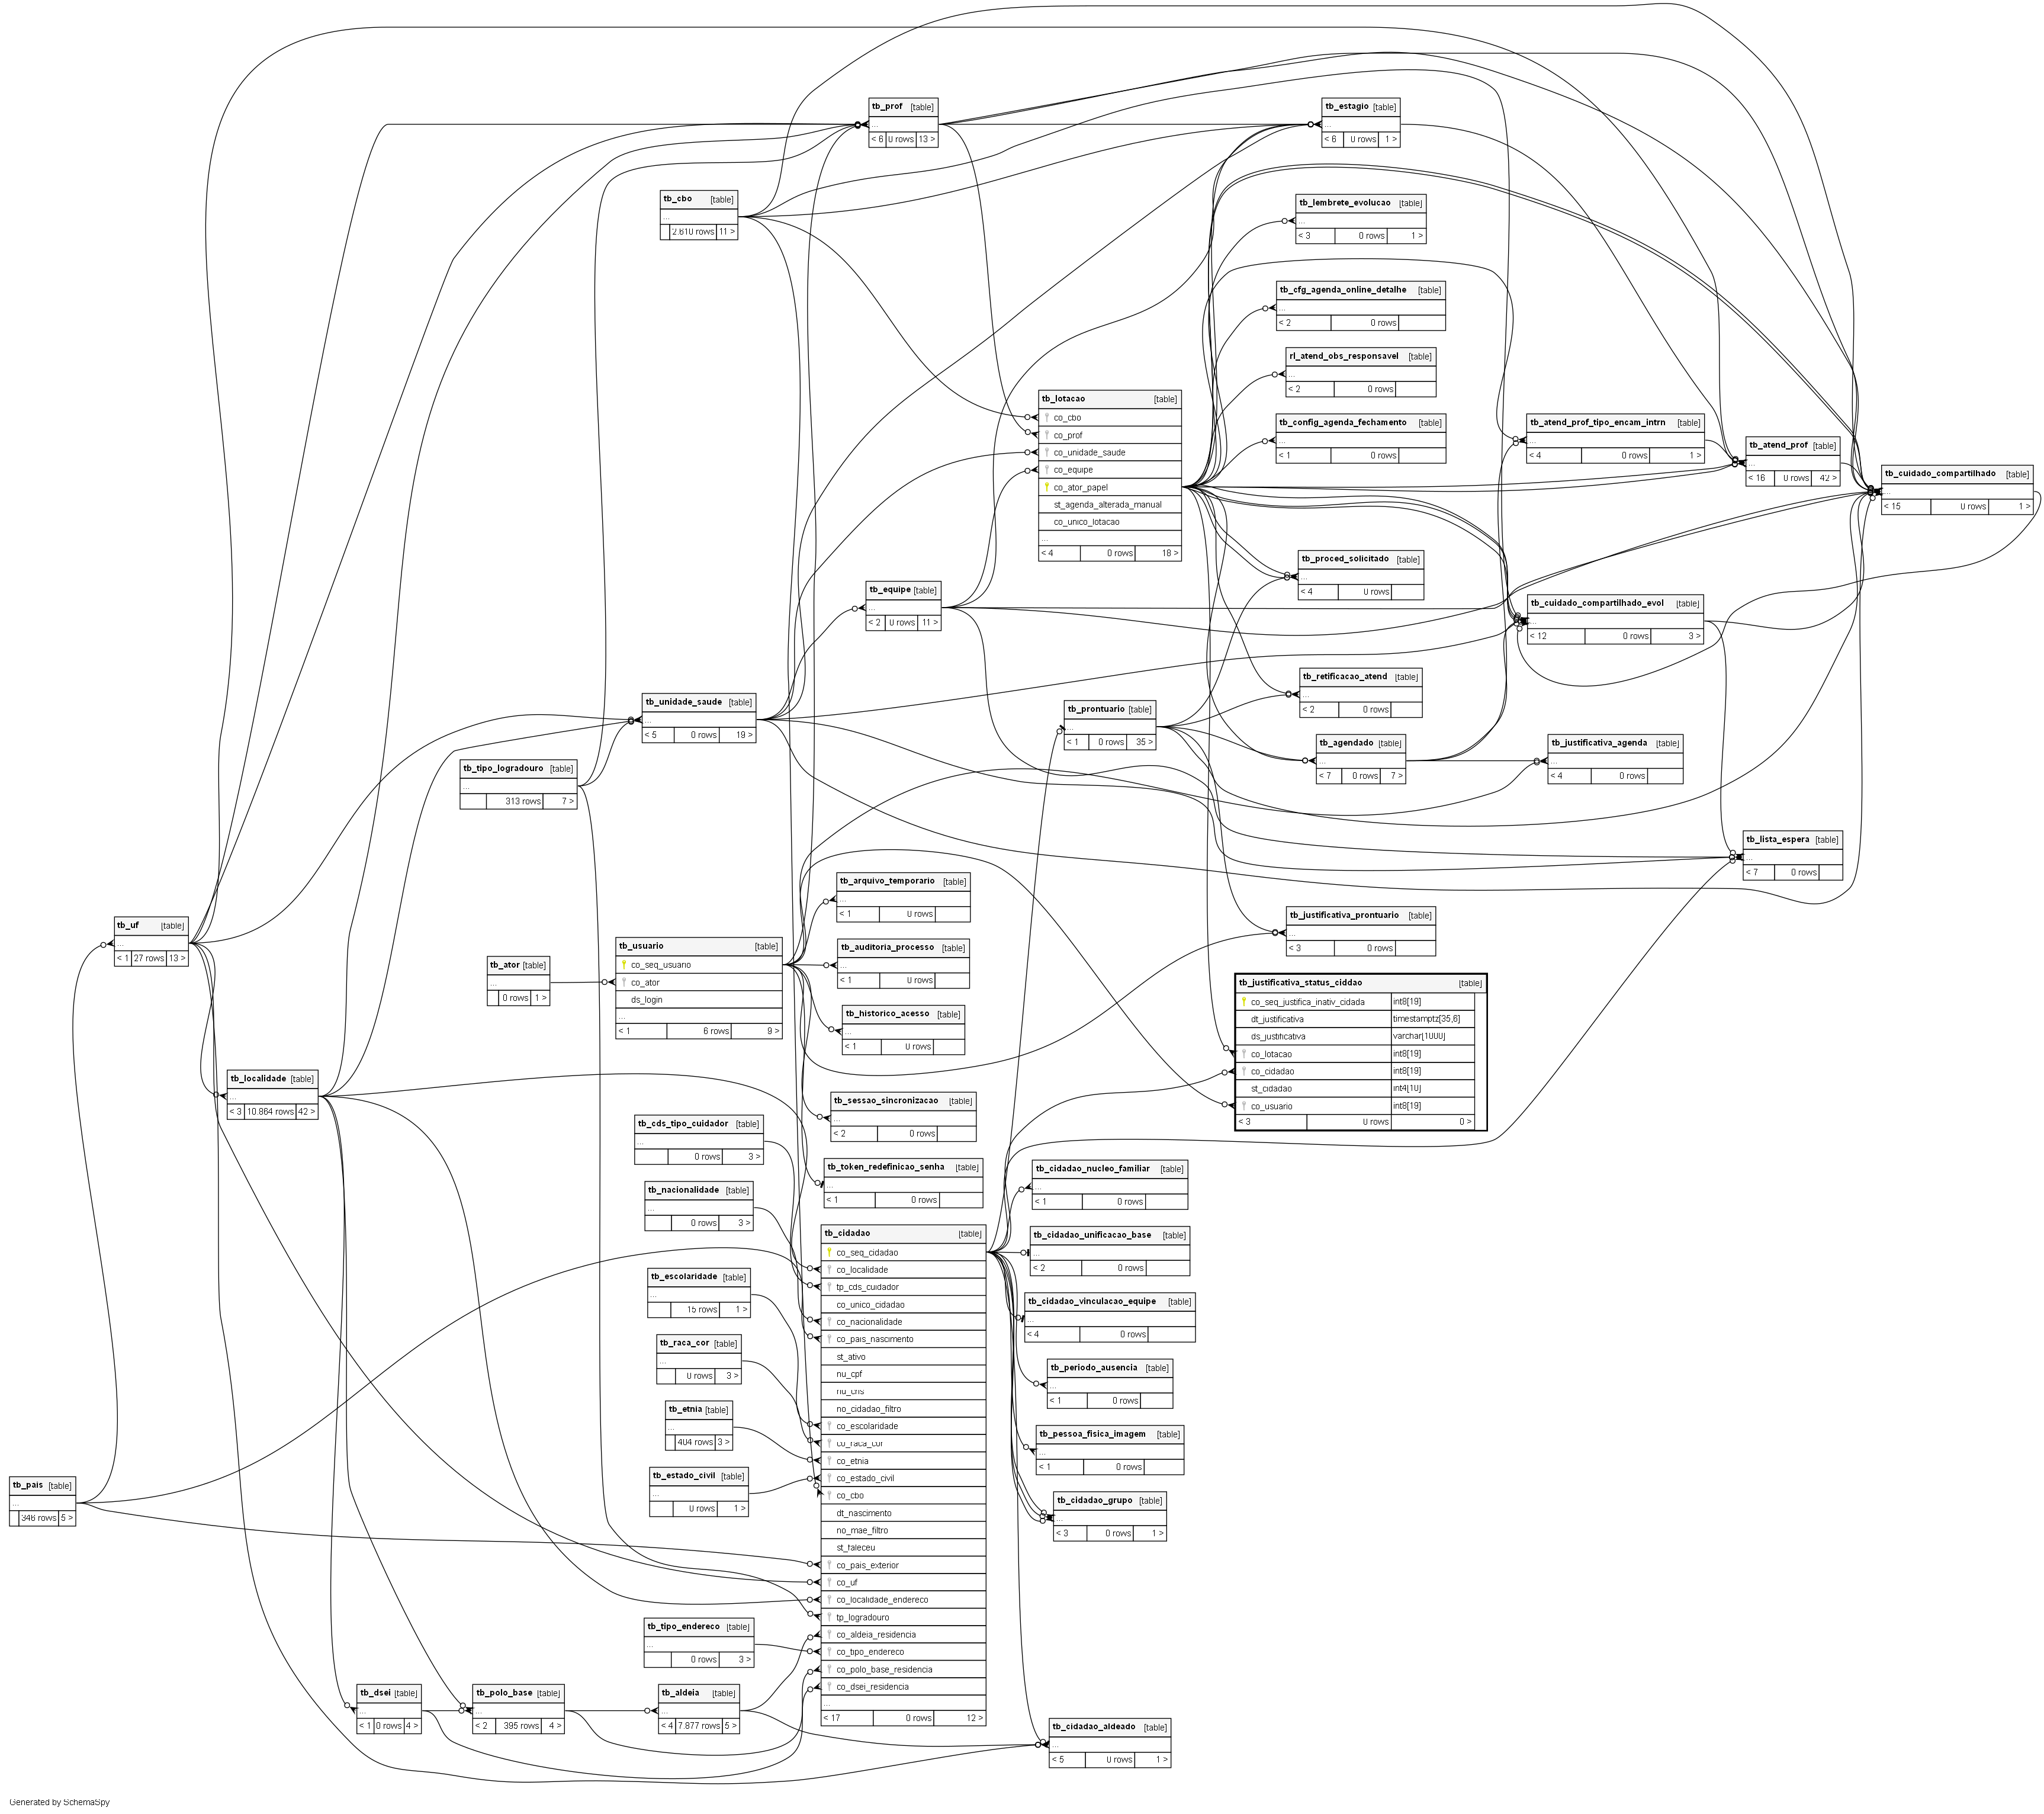 tb_prof [table]
...
< 6 0 rows 13 >
tb_estagio [table]
...
< 6 0 rows 1 >
tb_cbo [table]
...
2.610 rows 11 >
tb_lembrete_evolucao [table]
...
< 3 0 rows 1 >
tb_cfg_agenda_online_detalhe [table]
...
< 2 0 rows
rl_atend_obs_responsavel [table]
...
< 2 0 rows
tb_lotacao [table]
co_cbo
co_prof
co_unidade_saude
co_equipe
co_ator_papel
st_agenda_alterada_manual
co_unico_lotacao
...
< 4 0 rows 18 >
tb_config_agenda_fechamento [table]
...
< 1 0 rows
tb_atend_prof_tipo_encam_intrn [table]
...
< 4 0 rows 1 >
tb_atend_prof [table]
...
< 16 0 rows 42 >
tb_cuidado_compartilhado [table]
...
< 15 0 rows 1 >
tb_proced_solicitado [table]
...
< 4 0 rows
tb_equipe [table]
...
< 2 0 rows 11 >
tb_cuidado_compartilhado_evol [table]
...
< 12 0 rows 3 >
tb_retificacao_atend [table]
...
< 2 0 rows
tb_unidade_saude [table]
...
< 5 0 rows 19 >
tb_prontuario [table]
...
< 1 0 rows 35 >
tb_agendado [table]
...
< 7 0 rows 7 >
tb_justificativa_agenda [table]
...
< 4 0 rows
tb_tipo_logradouro [table]
...
313 rows 7 >
tb_lista_espera [table]
...
< 7 0 rows
tb_arquivo_temporario [table]
...
< 1 0 rows
tb_justificativa_prontuario [table]
...
< 3 0 rows
tb_uf [table]
...
< 1 27 rows 13 >
tb_usuario [table]
co_seq_usuario
co_ator
ds_login
...
< 1 6 rows 9 >
tb_auditoria_processo [table]
...
< 1 0 rows
tb_ator [table]
...
0 rows 1 >
tb_justificativa_status_ciddao [table]
co_seq_justifica_inativ_cidada int8[19]
dt_justificativa timestamptz[35,6]
ds_justificativa varchar[1000]
co_lotacao int8[19]
co_cidadao int8[19]
st_cidadao int4[10]
co_usuario int8[19]
< 3 0 rows 0 >
tb_historico_acesso [table]
...
< 1 0 rows
tb_localidade [table]
...
< 3 10.864 rows 42 >
tb_sessao_sincronizacao [table]
...
< 2 0 rows
tb_cds_tipo_cuidador [table]
...
0 rows 3 >
tb_token_redefinicao_senha [table]
...
< 1 0 rows
tb_cidadao_nucleo_familiar [table]
...
< 1 0 rows
tb_nacionalidade [table]
...
0 rows 3 >
tb_cidadao [table]
co_seq_cidadao
co_localidade
tp_cds_cuidador
co_unico_cidadao
co_nacionalidade
co_pais_nascimento
st_ativo
nu_cpf
nu_cns
no_cidadao_filtro
co_escolaridade
co_raca_cor
co_etnia
co_estado_civil
co_cbo
dt_nascimento
no_mae_filtro
st_faleceu
co_pais_exterior
co_uf
co_localidade_endereco
tp_logradouro
co_aldeia_residencia
co_tipo_endereco
co_polo_base_residencia
co_dsei_residencia
...
< 17 0 rows 12 >
tb_cidadao_unificacao_base [table]
...
< 2 0 rows
tb_escolaridade [table]
...
15 rows 1 >
tb_cidadao_vinculacao_equipe [table]
...
< 4 0 rows
tb_raca_cor [table]
...
0 rows 3 >
tb_periodo_ausencia [table]
...
< 1 0 rows
tb_etnia [table]
...
404 rows 3 >
tb_pessoa_fisica_imagem [table]
...
< 1 0 rows
tb_estado_civil [table]
...
0 rows 1 >
tb_pais [table]
...
346 rows 5 >
tb_cidadao_grupo [table]
...
< 3 0 rows 1 >
tb_tipo_endereco [table]
...
0 rows 3 >
tb_dsei [table]
...
< 1 0 rows 4 >
tb_polo_base [table]
...
< 2 395 rows 4 >
tb_aldeia [table]
...
< 4 7.877 rows 5 >
tb_cidadao_aldeado [table]
...
< 5 0 rows 1 >
Generated by SchemaSpy